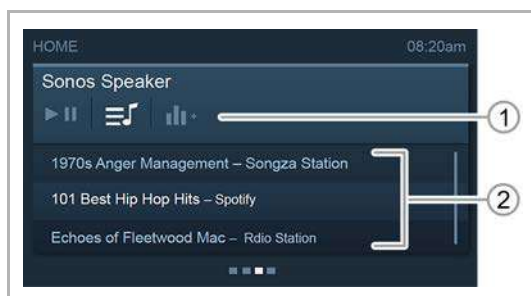 HOME 08:20am
Sonos Speaker
1
1970s Anger Management – Songza Station
101 Best Hip Hop Hits – Spotify
2
Echoes of Fleetwood Mac – Rdio Station